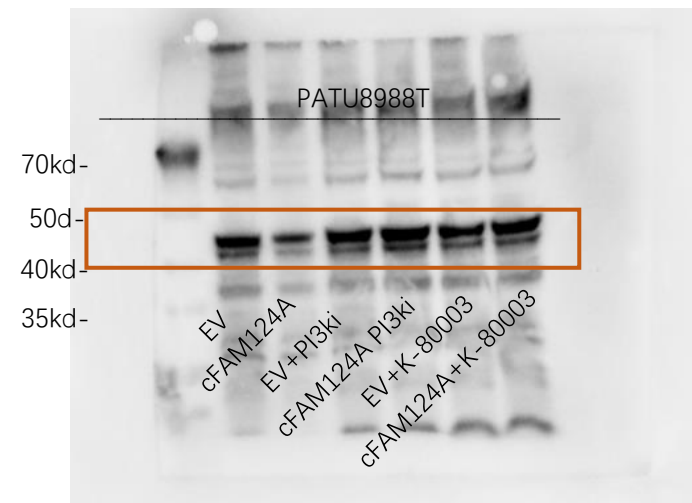 PATU8988T
70kd-
50d-
40kd-
35kd-
EV
cFAM124A
EV+PI3ki
cFAM124A PI3ki
EV+K-80003
cFAM124A+K-80003